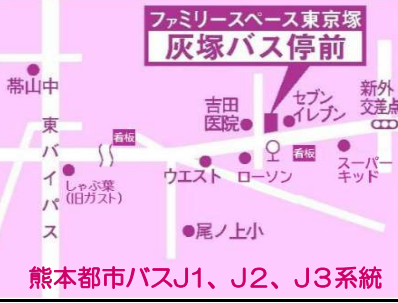 ファミリースペース東京塚
灰塚バス停前
帯山中
新外
交差点
セブン
イレブン
吉田
医院
看板
看板
東バイパス
しゃぶ葉
(旧ガスト)
ウエスト
ローソン
スーパー
キッド
尾ノ上小
熊本都市バスJ1、J2、J3系統